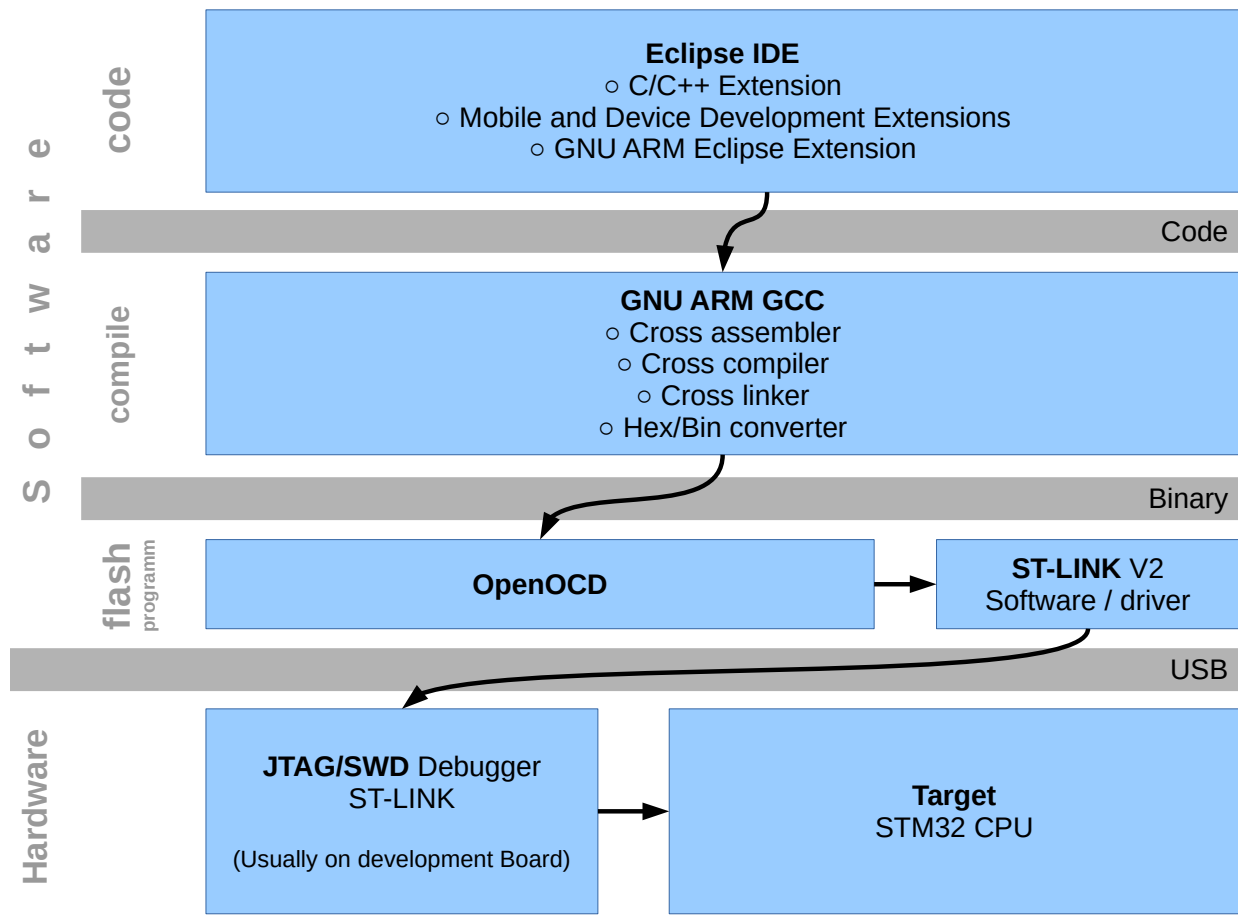 Software
code
Eclipse IDE
○ C/C++ Extension
○ Mobile and Device Development Extensions
○ GNU ARM Eclipse Extension
Code
compile
GNU ARM GCC
○ Cross assembler
○ Cross compiler
○ Cross linker
○ Hex/Bin converter
Binary
flash
programm
OpenOCD
ST-LINK V2
Software / driver
USB
Hardware
JTAG/SWD Debugger
ST-LINK
(Usually on development Board)
Target
STM32 CPU